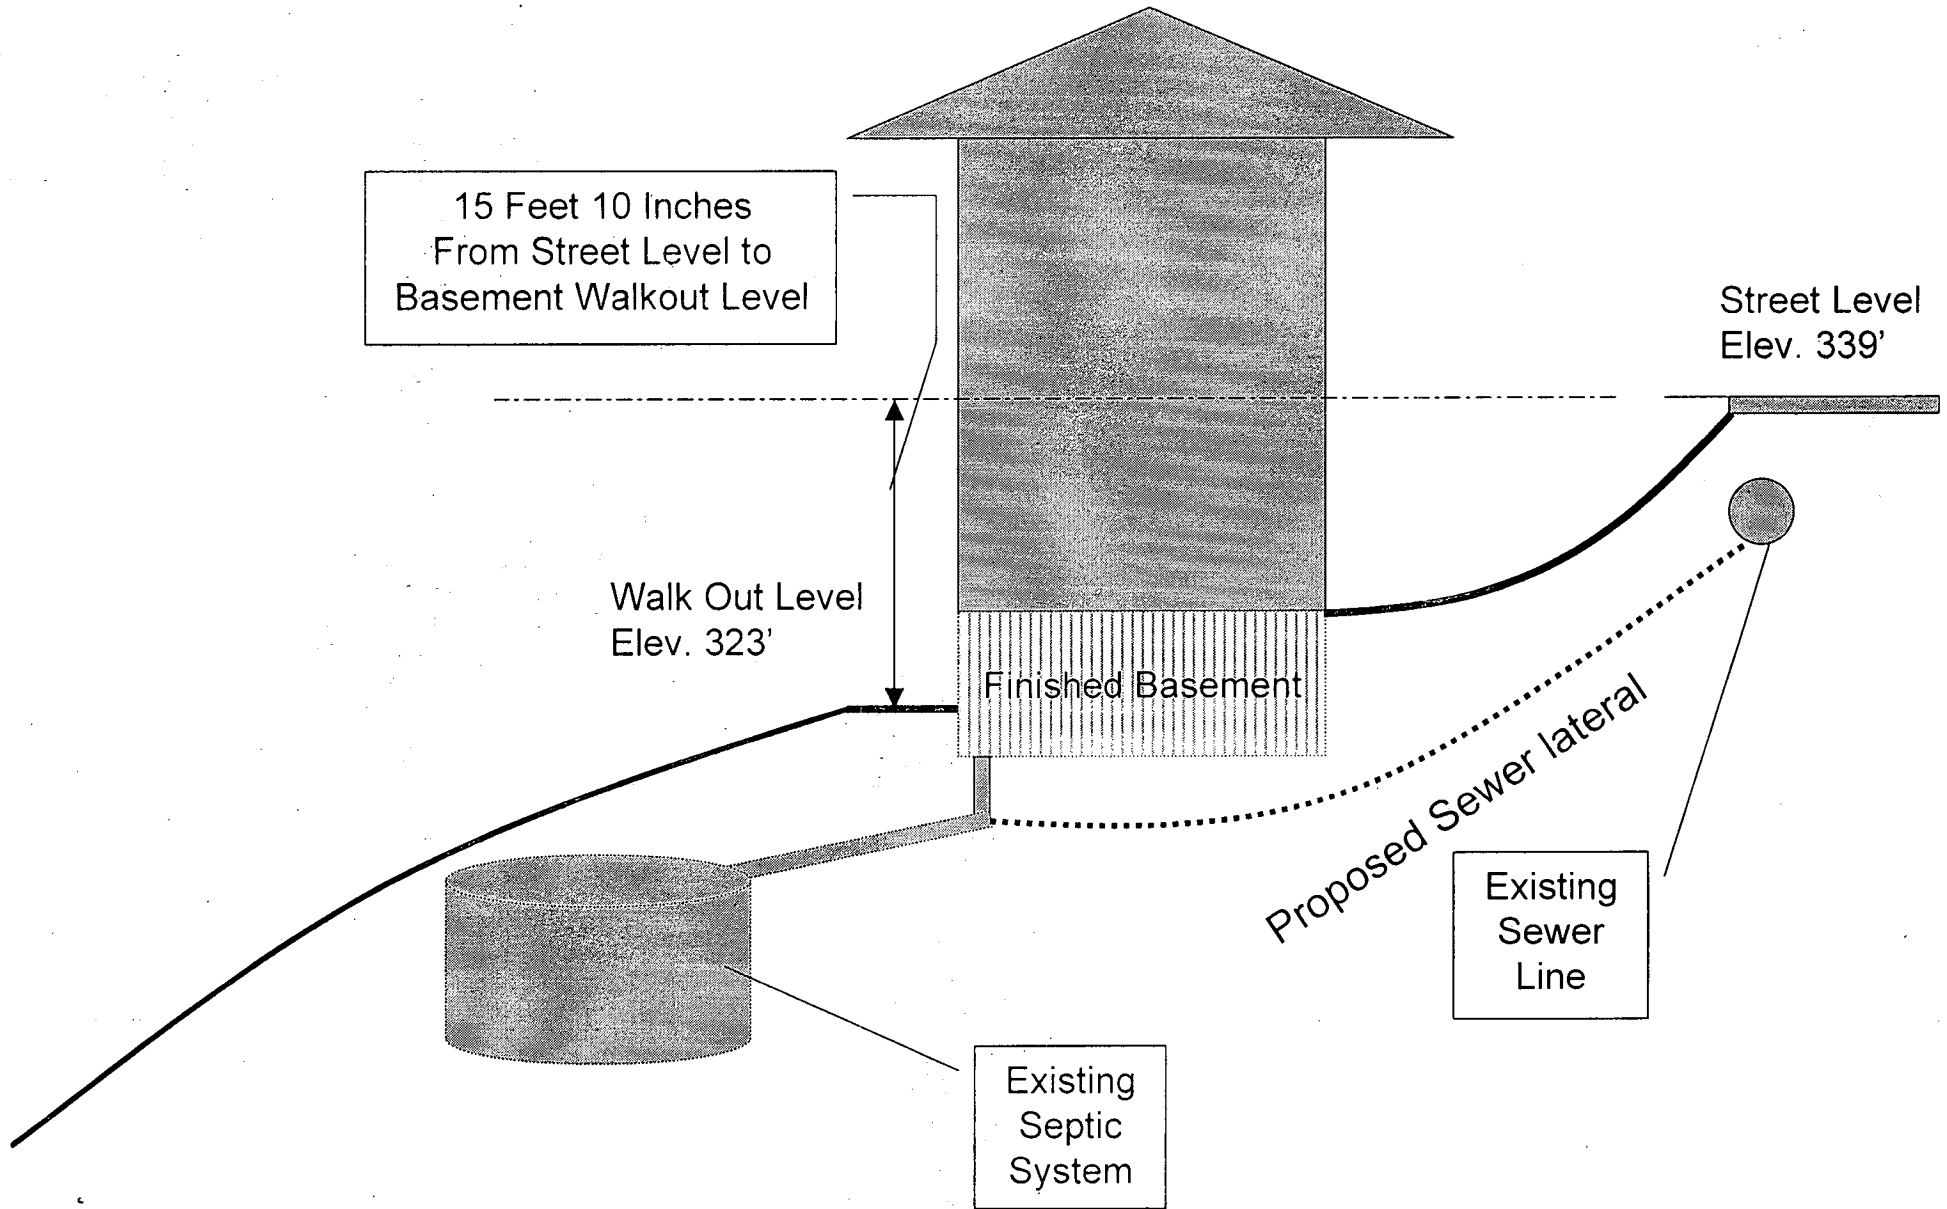 15 Feet 10 Inches
From Street Level to
Basement Walkout Level
Street Level
Elev. 339’
Walk Out Level
Elev. 323’
Finished Basement
Proposed Sewer lateral
Existing
Sewer
Line
Existing
Septic
System